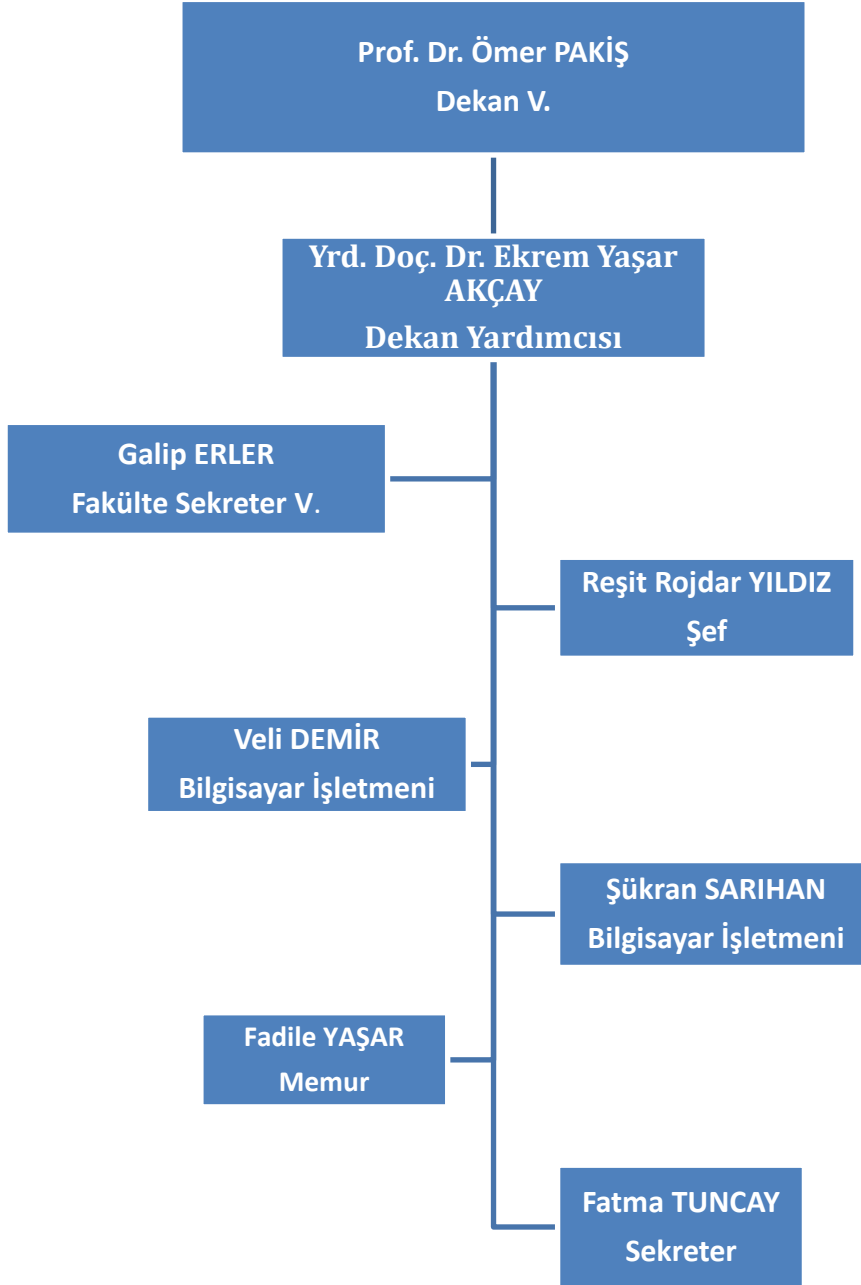 Prof. Dr. Ömer PAKİŞ
Dekan V.
Yrd. Doç. Dr. Ekrem Yaşar
AKÇAY
Dekan Yardımcısı
Galip ERLER
Fakülte Sekreter V.
Reşit Rojdar YILDIZ
Şef
Veli DEMİR
Bilgisayar İşletmeni
Şükran SARIHAN
Bilgisayar İşletmeni
Fadile YAŞAR
Memur
Fatma TUNCAY
Sekreter